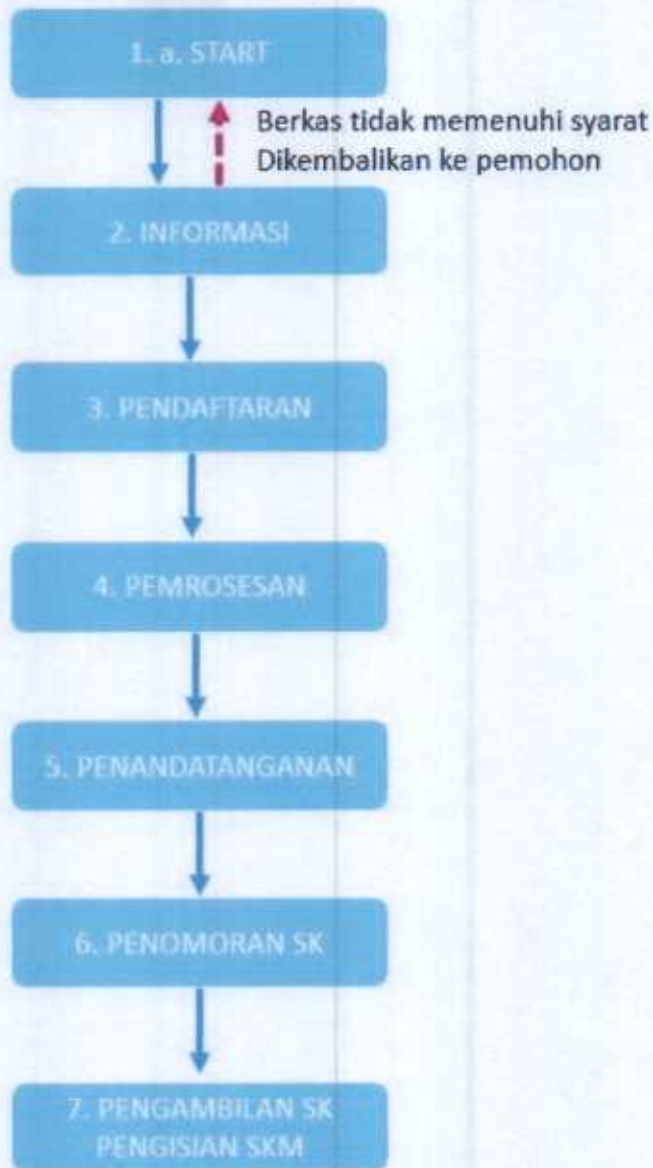 1. a. START
Berkas tidak memenuhi syarat
Dikembalikan ke pemohon
2. INFORMASI
3. PENDAFTARAN
4. PEMROSESAN
5. PENANDATANGANAN
6. PENOMORAN SK
7. PENGAMBILAN SK
PENGISIAN SKM